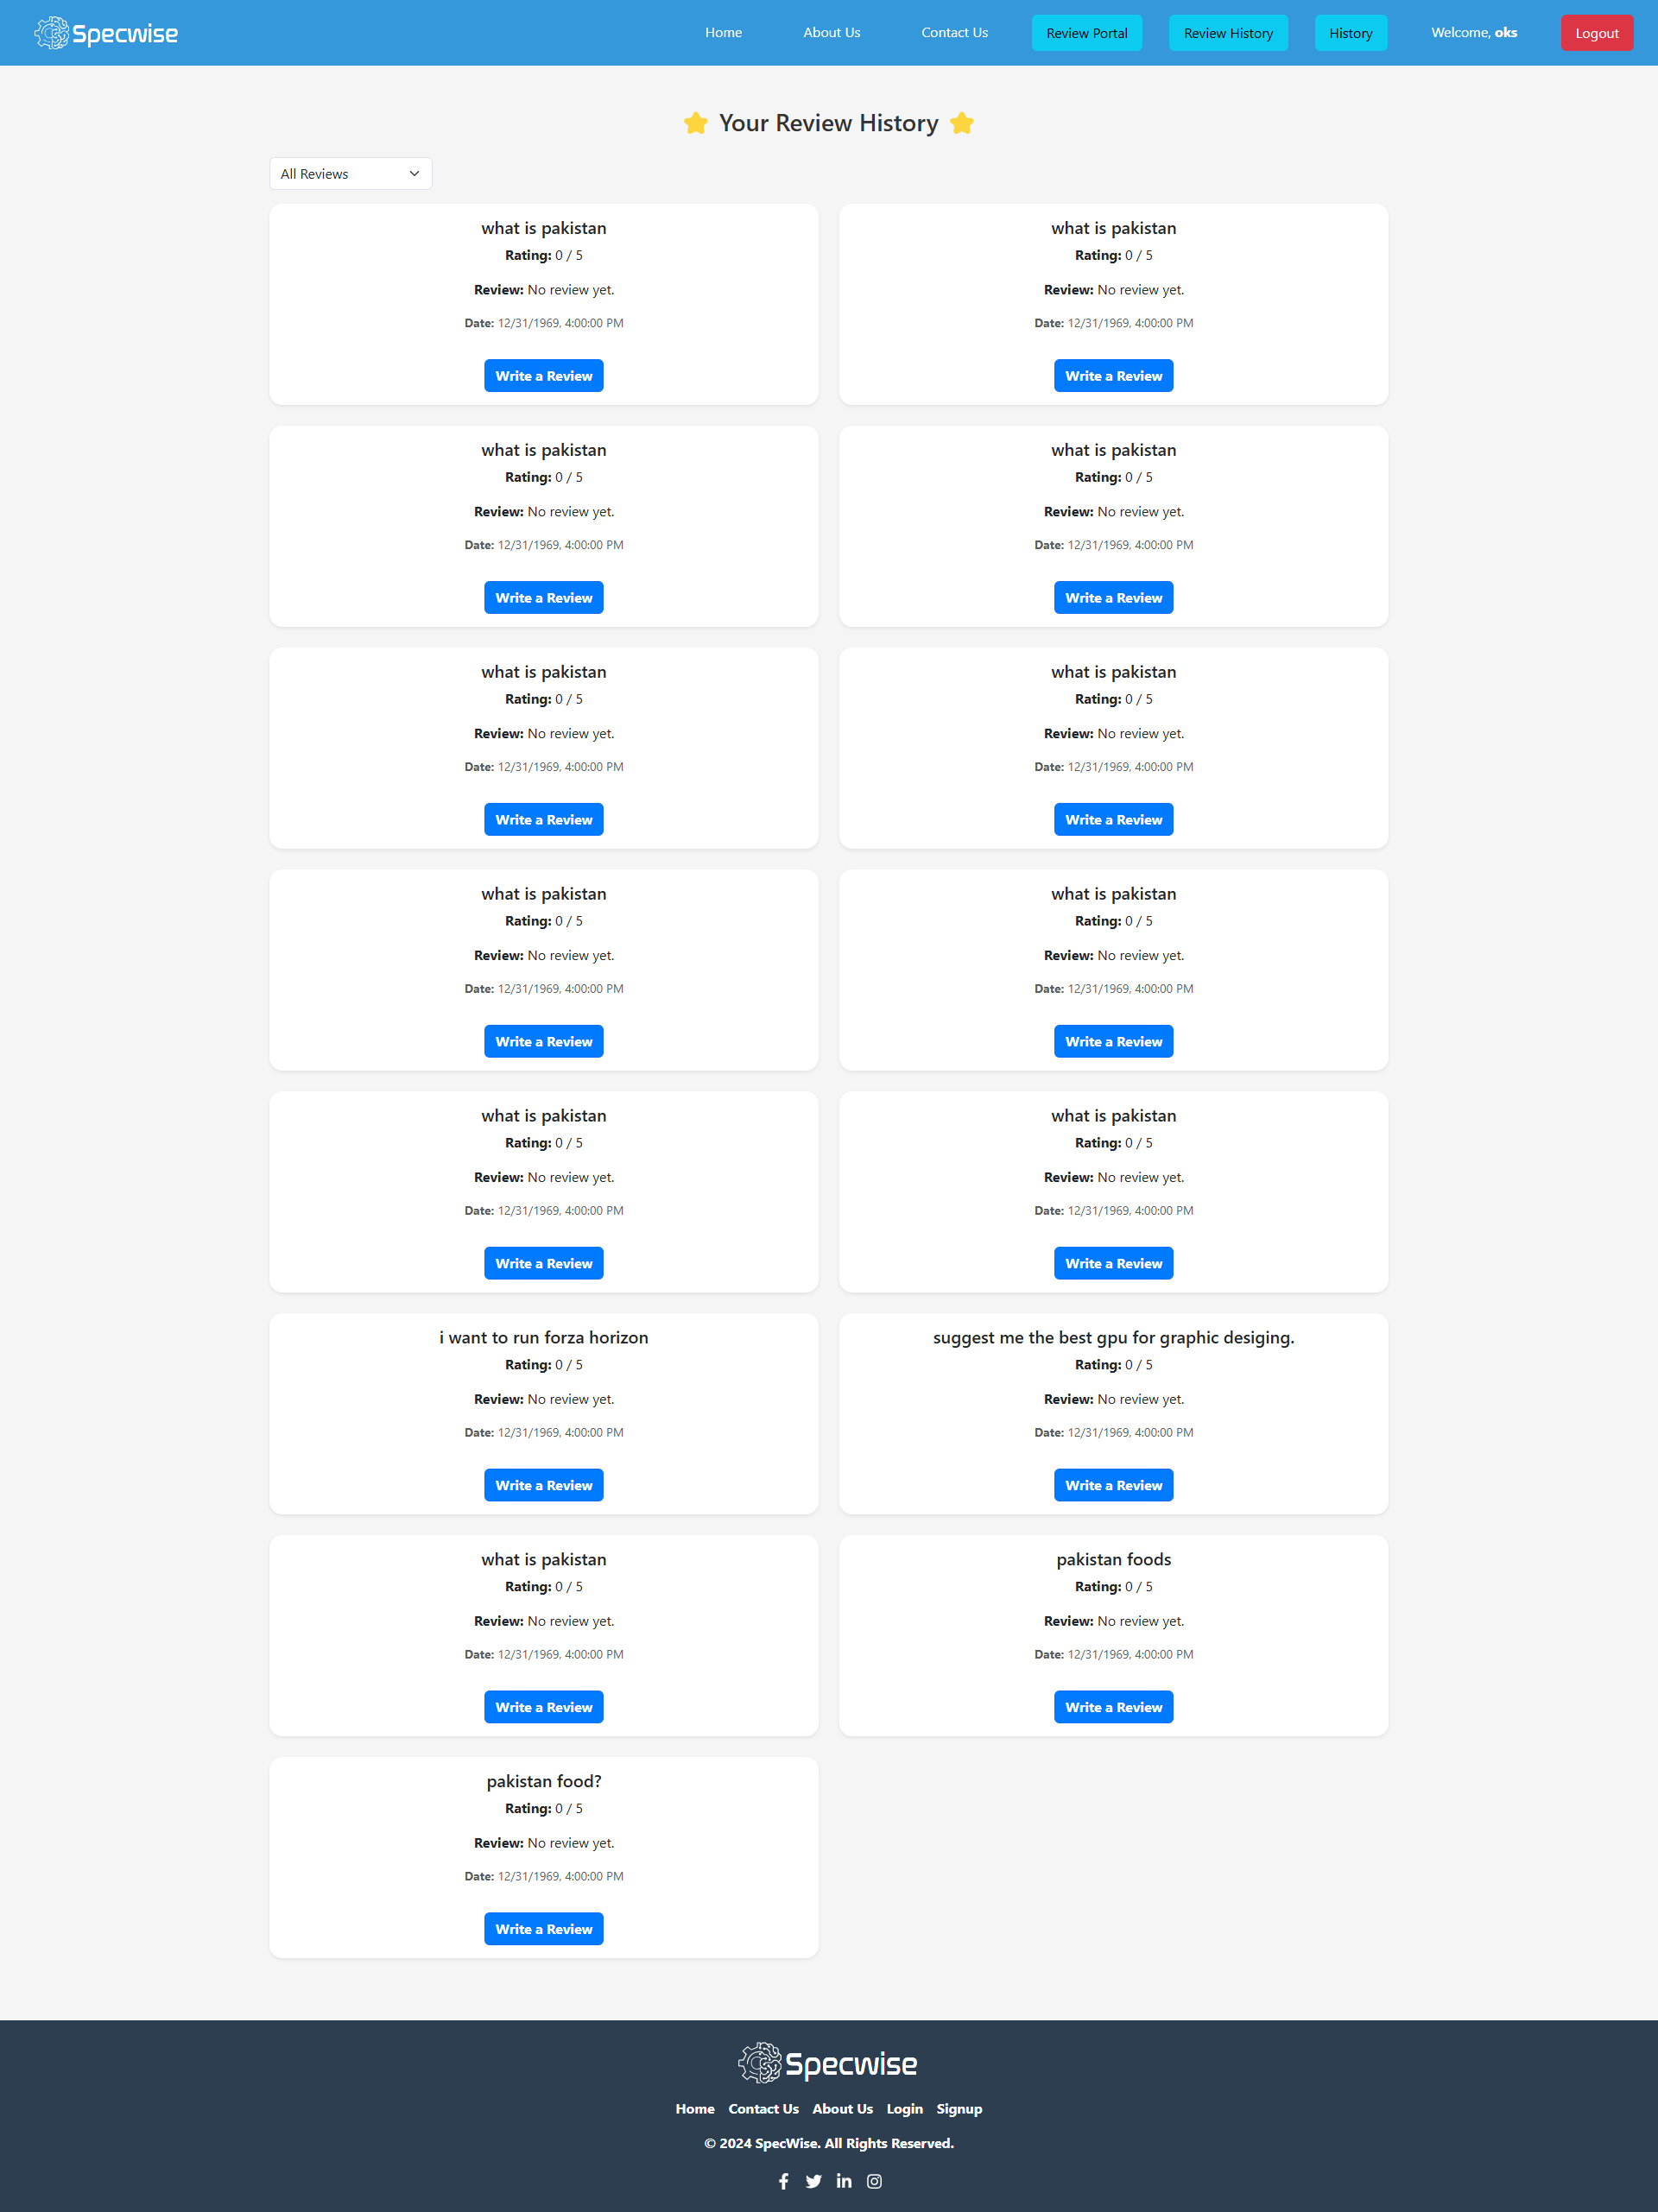 Specwise
Home About Us Contact Us Review Portal Review History History Welcome, oks Logout
Your Review History
All Reviews
what is pakistan
Rating: 0 / 5
Review: No review yet.
Date: 12/31/1969, 4:00:00 PM
Write a Review
what is pakistan
Rating: 0 / 5
Review: No review yet.
Date: 12/31/1969, 4:00:00 PM
Write a Review
what is pakistan
Rating: 0 / 5
Review: No review yet.
Date: 12/31/1969, 4:00:00 PM
Write a Review
what is pakistan
Rating: 0 / 5
Review: No review yet.
Date: 12/31/1969, 4:00:00 PM
Write a Review
what is pakistan
Rating: 0 / 5
Review: No review yet.
Date: 12/31/1969, 4:00:00 PM
Write a Review
what is pakistan
Rating: 0 / 5
Review: No review yet.
Date: 12/31/1969, 4:00:00 PM
Write a Review
what is pakistan
Rating: 0 / 5
Review: No review yet.
Date: 12/31/1969, 4:00:00 PM
Write a Review
what is pakistan
Rating: 0 / 5
Review: No review yet.
Date: 12/31/1969, 4:00:00 PM
Write a Review
what is pakistan
Rating: 0 / 5
Review: No review yet.
Date: 12/31/1969, 4:00:00 PM
Write a Review
what is pakistan
Rating: 0 / 5
Review: No review yet.
Date: 12/31/1969, 4:00:00 PM
Write a Review
i want to run forza horizon
Rating: 0 / 5
Review: No review yet.
Date: 12/31/1969, 4:00:00 PM
Write a Review
suggest me the best gpu for graphic desiging.
Rating: 0 / 5
Review: No review yet.
Date: 12/31/1969, 4:00:00 PM
Write a Review
what is pakistan
Rating: 0 / 5
Review: No review yet.
Date: 12/31/1969, 4:00:00 PM
Write a Review
pakistan foods
Rating: 0 / 5
Review: No review yet.
Date: 12/31/1969, 4:00:00 PM
Write a Review
pakistan food?
Rating: 0 / 5
Review: No review yet.
Date: 12/31/1969, 4:00:00 PM
Write a Review
Specwise
Home Contact Us About Us Login Signup
© 2024 SpecWise. All Rights Reserved.